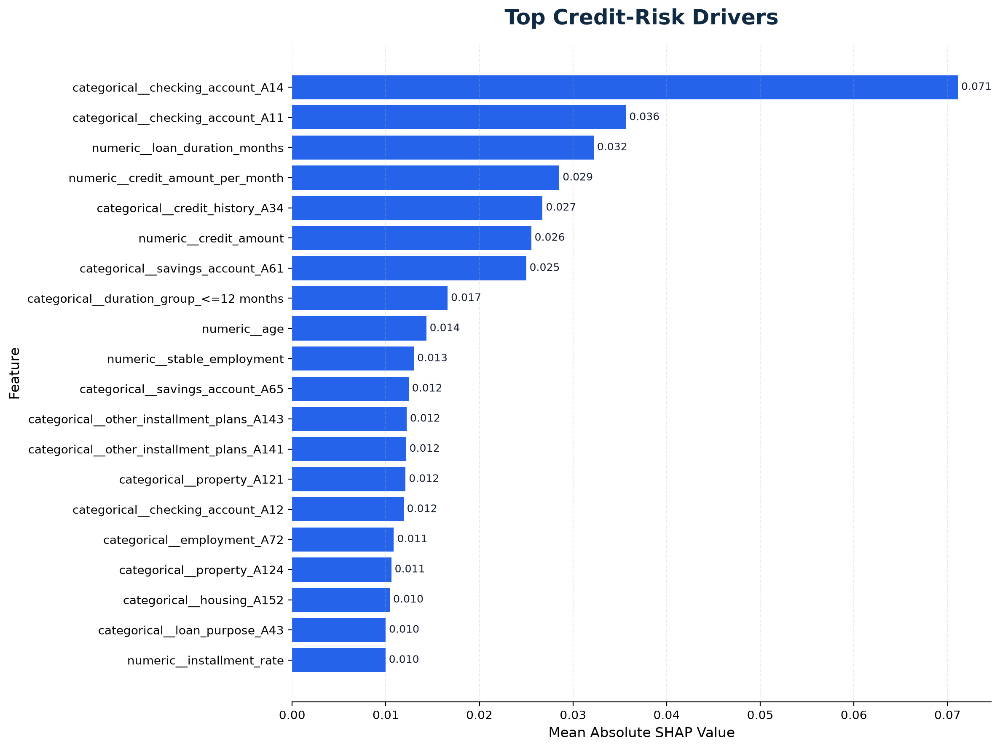 Top Credit-Risk Drivers
Feature
categorical__checking_account_A14 0.071
categorical__checking_account_A11 0.036
numeric__loan_duration_months 0.032
numeric__credit_amount_per_month 0.029
categorical__credit_history_A34 0.027
numeric__credit_amount 0.026
categorical__savings_account_A61 0.025
categorical__duration_group_<=12 months 0.017
numeric__age 0.014
numeric__stable_employment 0.013
categorical__savings_account_A65 0.012
categorical__other_installment_plans_A143 0.012
categorical__other_installment_plans_A141 0.012
categorical__property_A121 0.012
categorical__checking_account_A12 0.012
categorical__employment_A72 0.011
categorical__property_A124 0.011
categorical__housing_A152 0.010
categorical__loan_purpose_A43 0.010
numeric__installment_rate 0.010
0.00 0.01 0.02 0.03 0.04 0.05 0.06 0.07
Mean Absolute SHAP Value